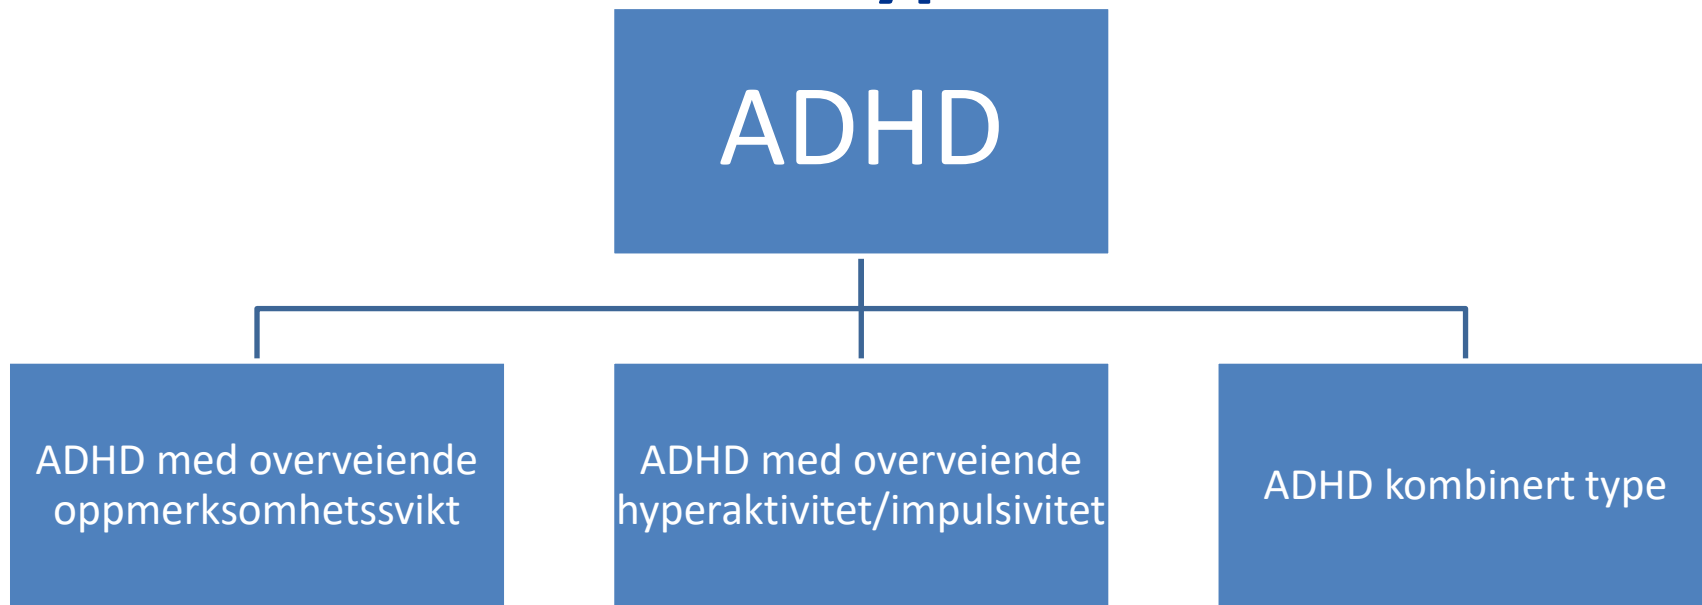 ADHD
ADHD med overveiende
oppmerksomhetssvikt
ADHD med overveiende
hyperaktivitet/impulsivitet
ADHD kombinert type